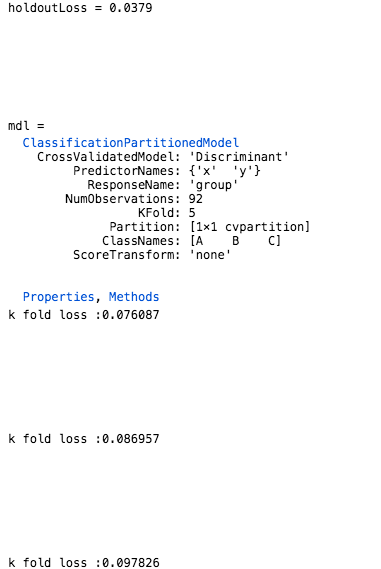 holdoutLoss = 0.0379
mdl =
ClassificationPartitionedModel
CrossValidatedModel: 'Discriminant'
PredictorNames: {'x'  'y'}
ResponseName: 'group'
NumObservations: 92
KFold: 5
Partition: [1×1 cvpartition]
ClassNames: [A    B    C]
ScoreTransform: 'none'
Properties, Methods
k fold loss :0.076087
k fold loss :0.086957
k fold loss :0.097826